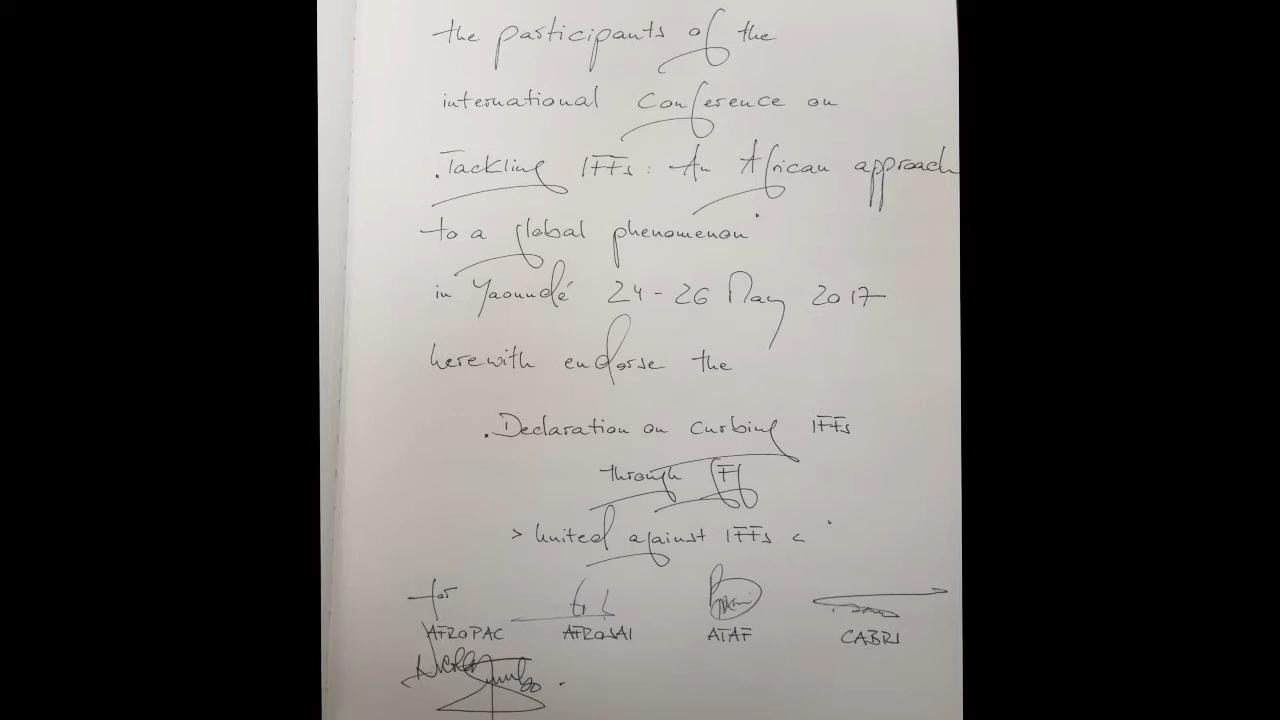 the participants of the
international Conference on
„Tackling IFFs: An African approach
to a global phenomenon"
in Yaoundé 24-26 May 2017
herewith endorse the
„Declaration on curbing IFFs
through
> United against IFFs <"
for
AFROPAC AFROSAI ATAF CABRI